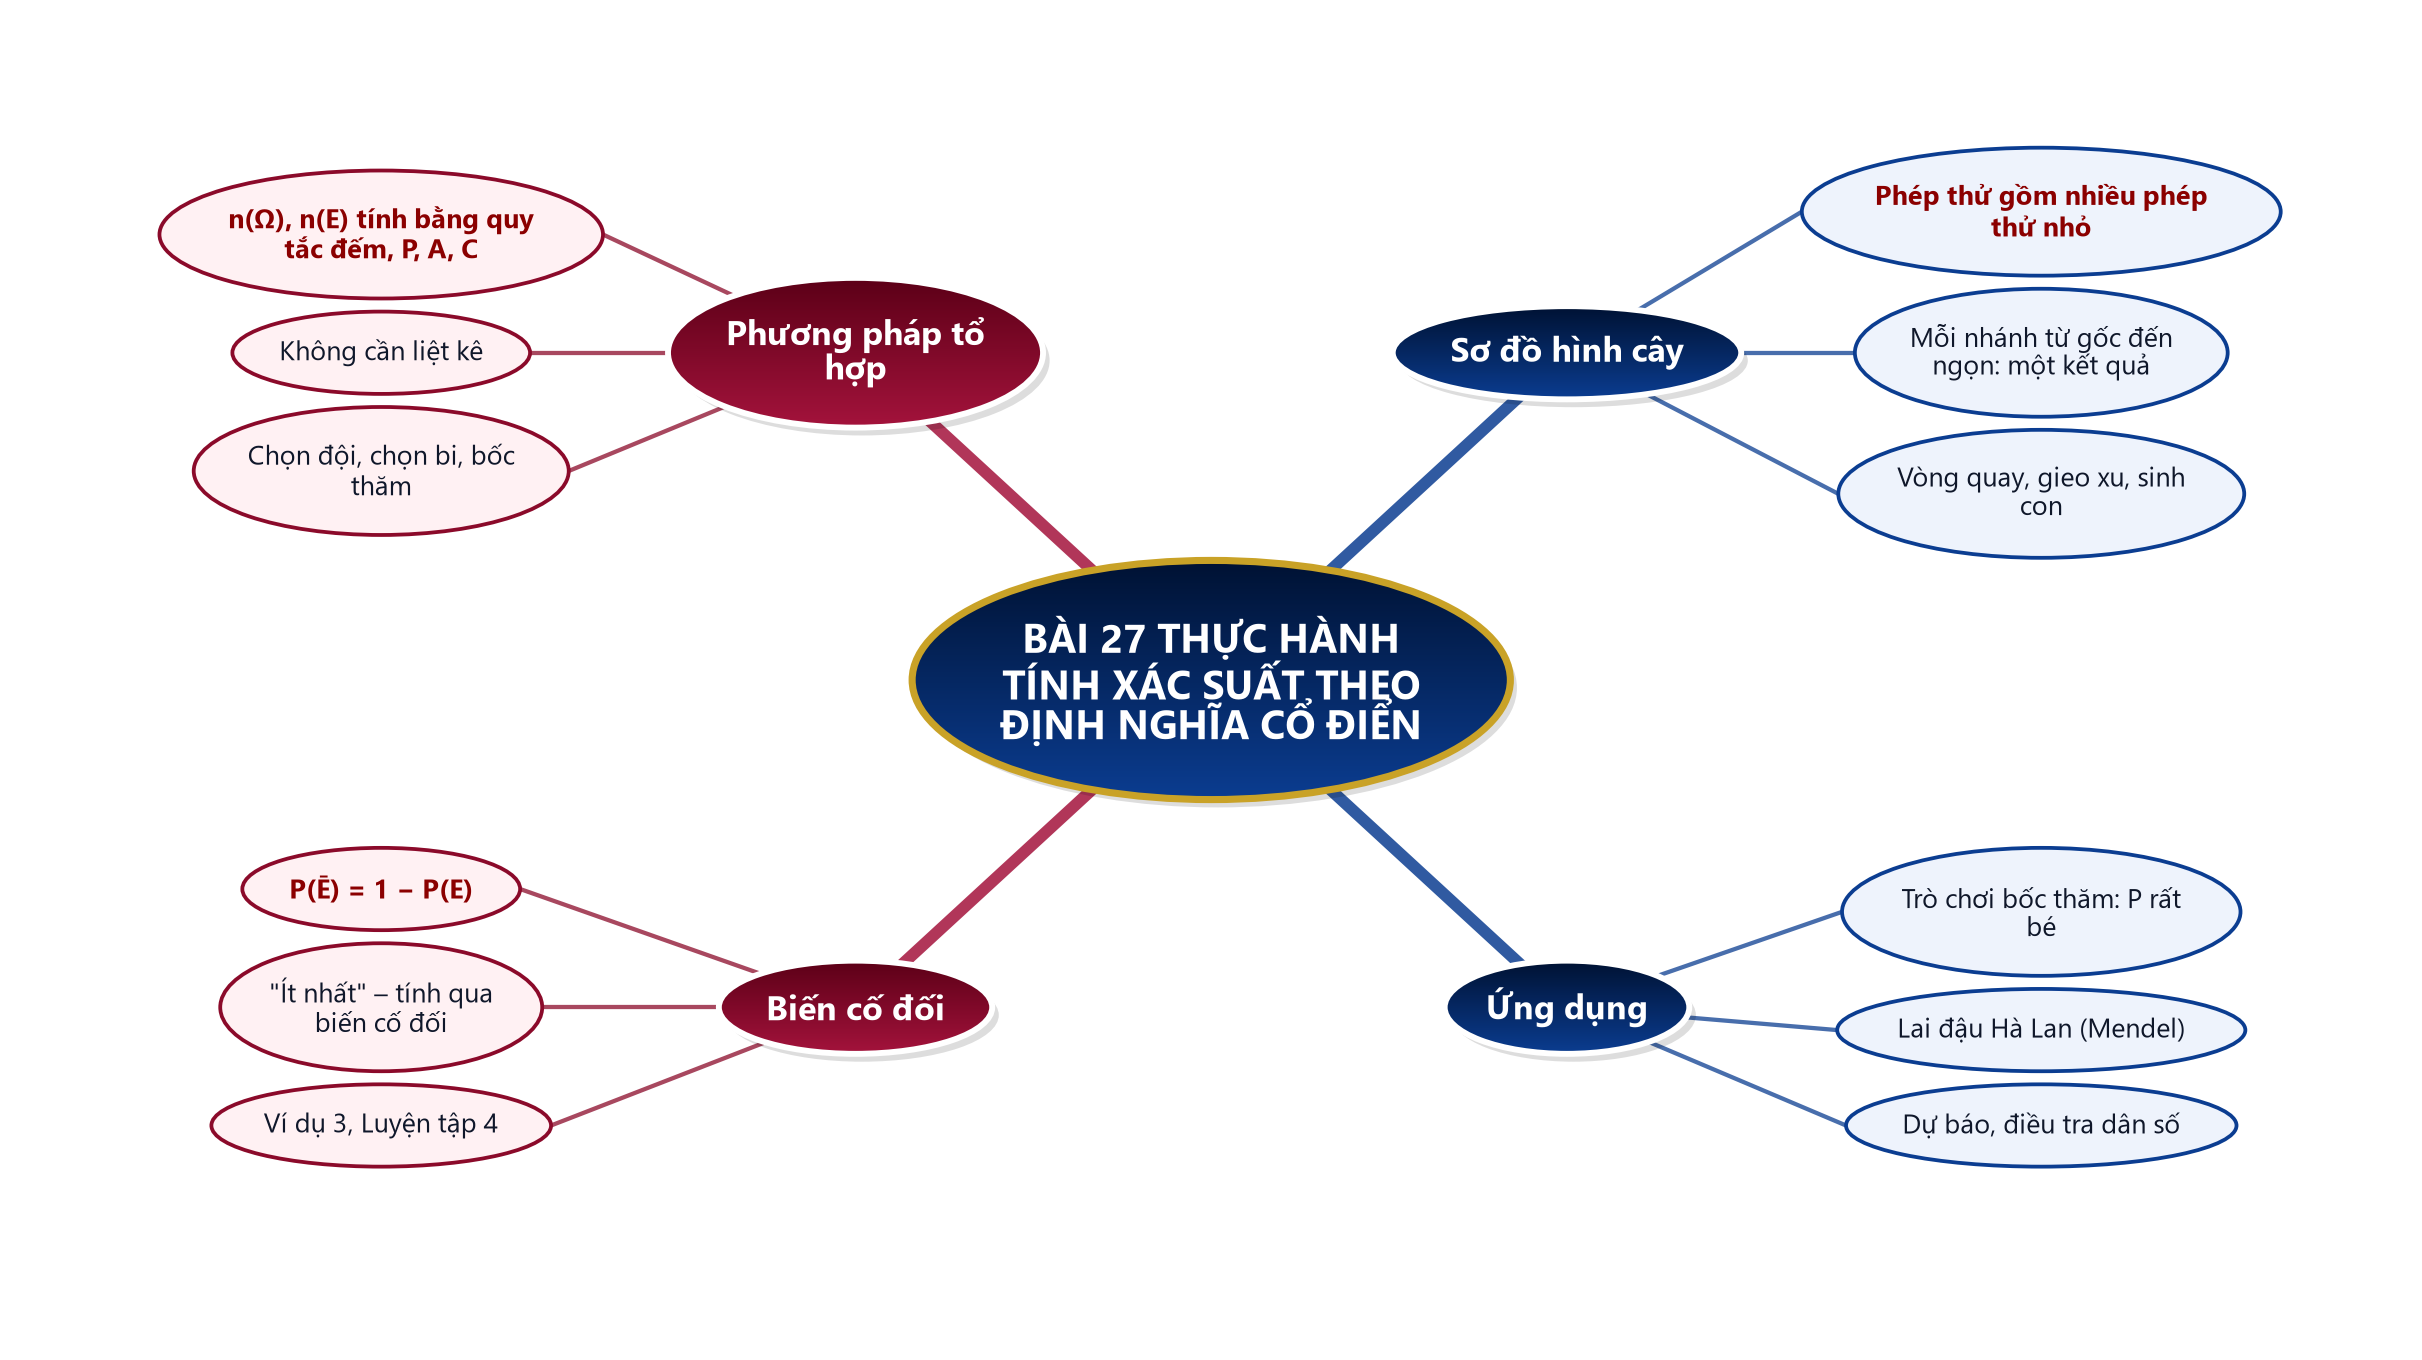 n(Ω), n(E) tính bằng quy
tắc đếm, P, A, C
Không cần liệt kê
Chọn đội, chọn bi, bốc
thăm
Phương pháp tổ
hợp
Sơ đồ hình cây
Phép thử gồm nhiều phép
thử nhỏ
Mỗi nhánh từ gốc đến
ngọn: một kết quả
Vòng quay, gieo xu, sinh
con
BÀI 27 THỰC HÀNH
TÍNH XÁC SUẤT THEO
ĐỊNH NGHĨA CỔ ĐIỂN
P(Ē) = 1 − P(E)
"Ít nhất" – tính qua
biến cố đối
Ví dụ 3, Luyện tập 4
Biến cố đối
Ứng dụng
Trò chơi bốc thăm: P rất
bé
Lai đậu Hà Lan (Mendel)
Dự báo, điều tra dân số